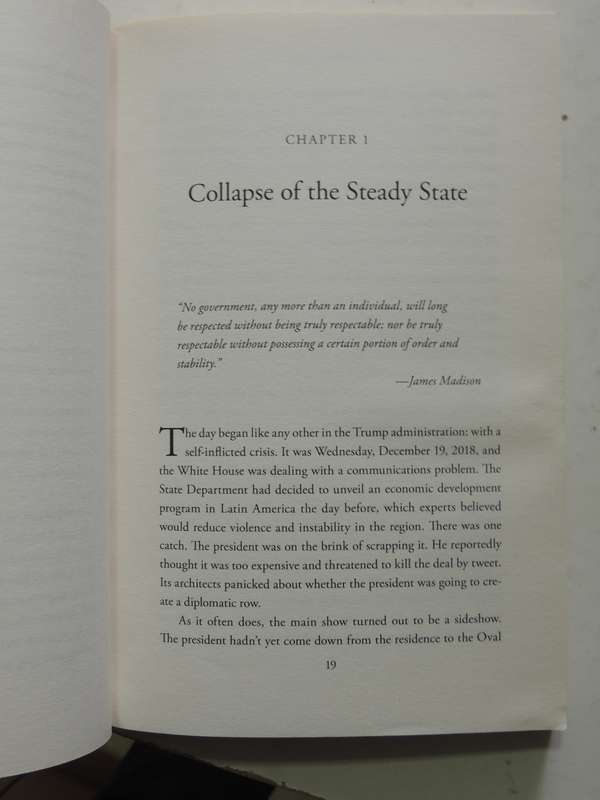 CHAPTER 1
Collapse of the Steady State
“No government, any more than an individual, will long
be respected without being truly respectable; nor be truly
respectable without possessing a certain portion of order and
stability.”
—James Madison
The day began like any other in the Trump administration: with a
self-inflicted crisis. It was Wednesday, December 19, 2018, and
the White House was dealing with a communications problem. The
State Department had decided to unveil an economic development
program in Latin America the day before, which experts believed
would reduce violence and instability in the region. There was one
catch. The president was on the brink of scrapping it. He reportedly
thought it was too expensive and threatened to kill the deal by tweet.
Its architects panicked about whether the president was going to cre-
ate a diplomatic row.
As it often does, the main show turned out to be a sideshow.
The president hadn’t yet come down from the residence to the Oval
19